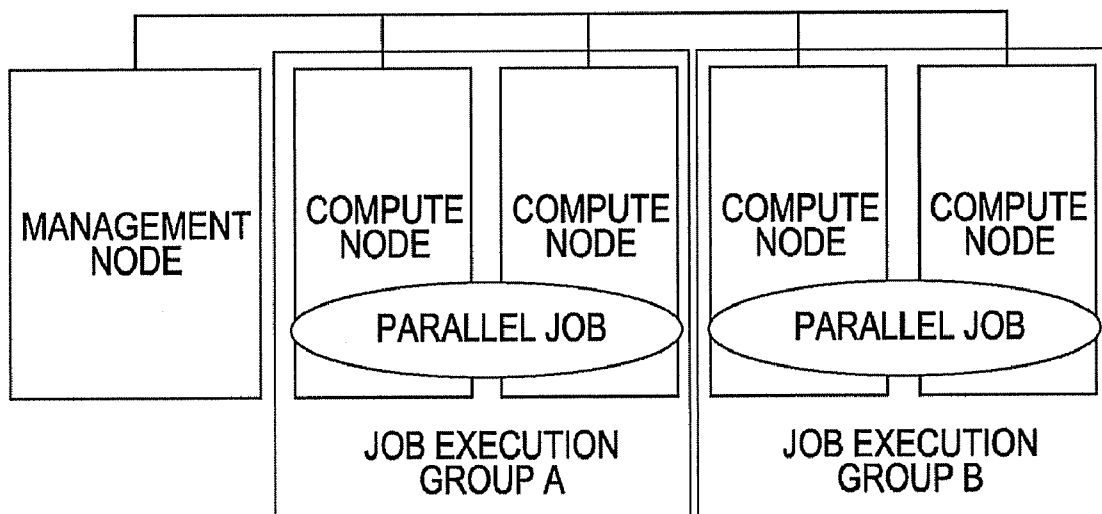 MANAGEMENT
NODE
COMPUTE
NODE
COMPUTE
NODE
COMPUTE
NODE
COMPUTE
NODE
PARALLEL JOB
PARALLEL JOB
JOB EXECUTION
GROUP A
JOB EXECUTION
GROUP B